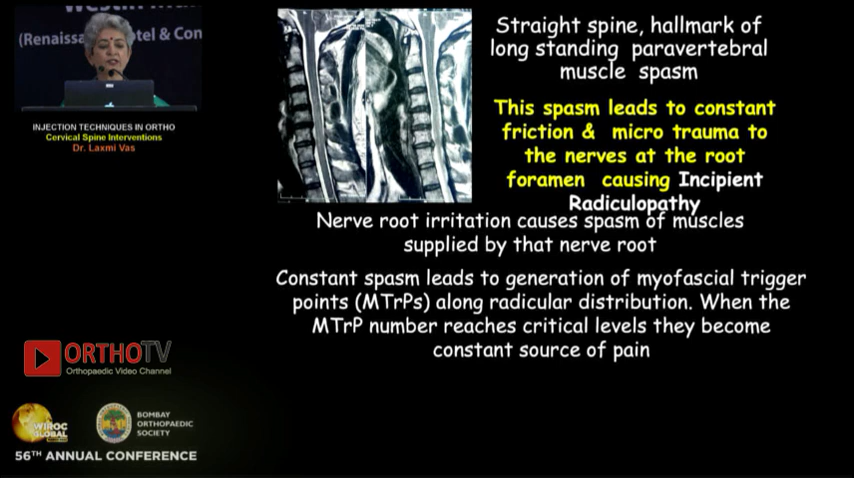 (Renaissa
tel & Con
INJECTION TECHNIQUES IN ORTHO
Cervical Spine Interventions
Dr. Laxmi Vas
Straight spine, hallmark of
long standing paravertebral
muscle spasm
This spasm leads to constant
friction & micro trauma to
the nerves at the root
foramen causing Incipient
Radiculopathy
Nerve root irritation causes spasm of muscles
supplied by that nerve root
Constant spasm leads to generation of myofascial trigger
points (MTrPs) along radicular distribution. When the
MTrP number reaches critical levels they become
constant source of pain
ORTHOTV
Orthopaedic Video Channel
WIROC
GLOBAL
BOMBAY
ORTHOPAEDIC
SOCIETY
56TH ANNUAL CONFERENCE